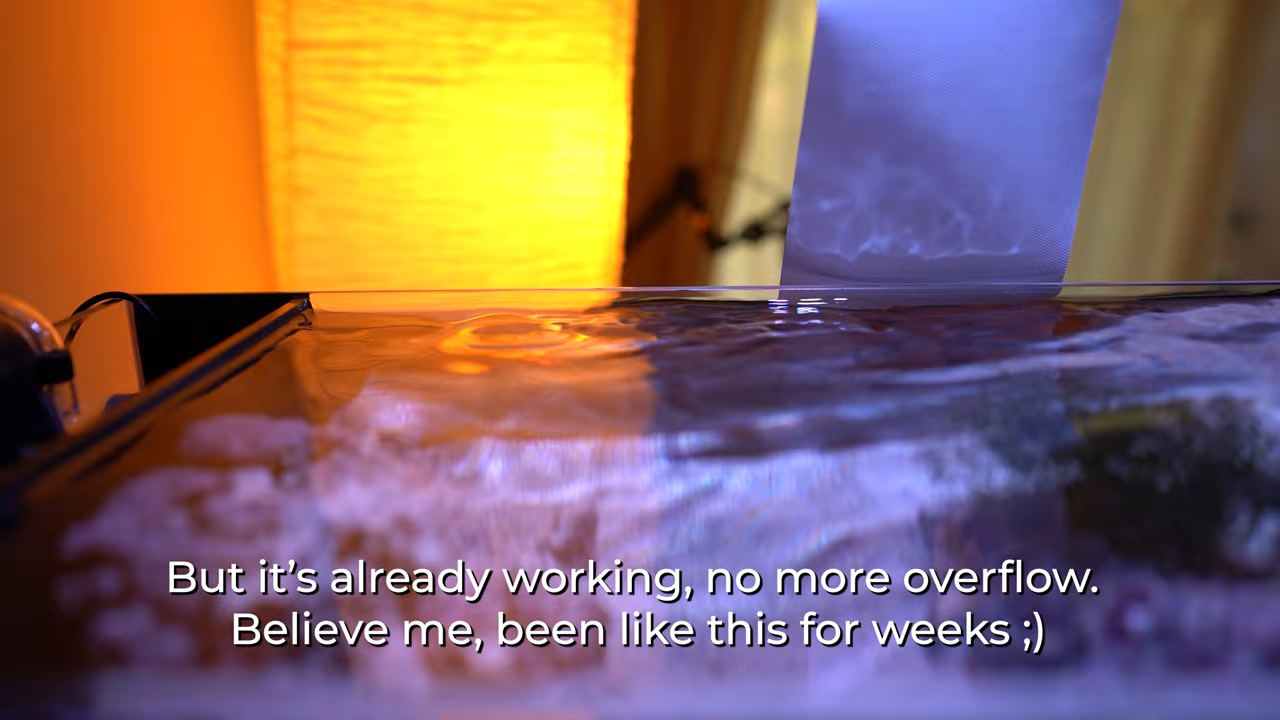 But it’s already working, no more overflow.
Believe me, been like this for weeks ;)